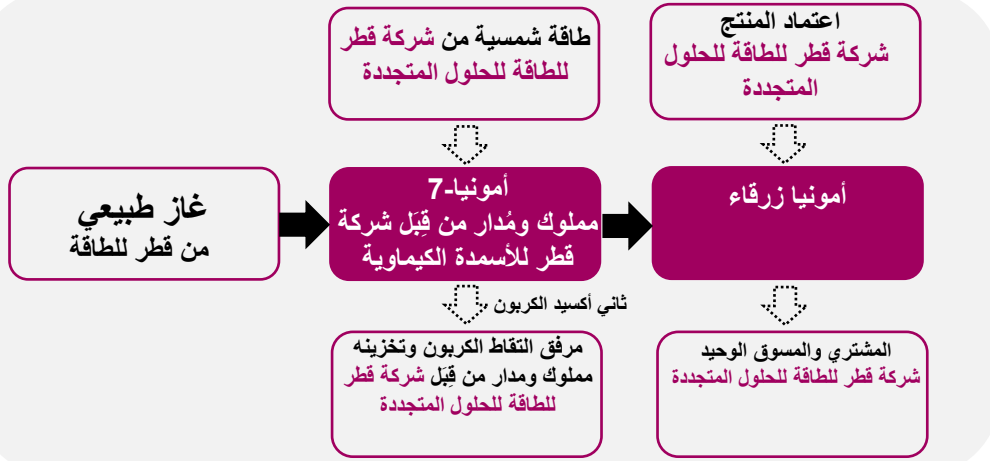 طاقة شمسية من شركة قطر
للطاقة للحلول المتجددة
اعتماد المنتج
شركة قطر للطاقة للحلول
المتجددة
غاز طبيعي
من قطر للطاقة
أمونيا-7
مملوك ومُدار من قِبَل شركة
قطر للأسمدة الكيماوية
أمونيا زرقاء
ثاني أكسيد الكربون
مرفق التقاط الكربون وتخزينه
مملوك ومدار من قِبَل شركة قطر
للطاقة للحلول المتجددة
المشتري والمسوق الوحيد
شركة قطر للطاقة للحلول المتجددة